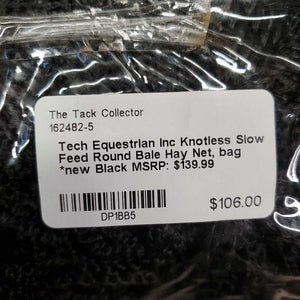 The Tack Collector
162482-5
Tech Equestrian Inc Knotless Slow
Feed Round Bale Hay Net, bag
*new Black MSRP: $139.99
DP1BB5
$106.00